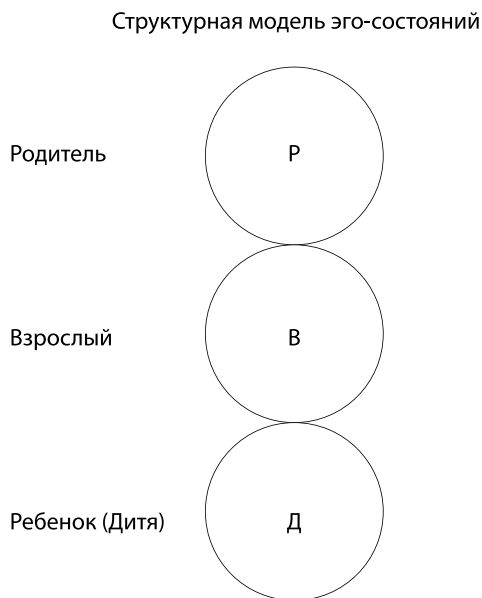 Структурная модель эго-состояний
Родитель
Р
Взрослый
В
Ребенок (Дитя)
Д